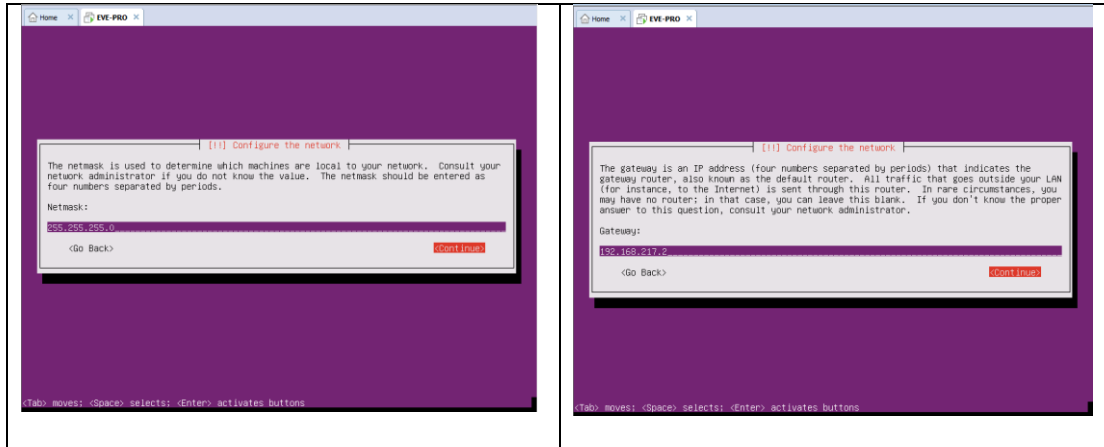 Home × EVE-PRO ×
[!!] Configure the network
The netmask is used to determine which machines are local to your network. Consult your
network administrator if you do not know the value. The netmask should be entered as
four numbers separated by periods.
Netmask:
255.255.255.0
<Go Back> <Continue>
<Tab> moves; <Space> selects; <Enter> activates buttons
Home × EVE-PRO ×
[!!] Configure the network
The gateway is an IP address (four numbers separated by periods) that indicates the
gateway router, also known as the default router. All traffic that goes outside your LAN
(for instance, to the Internet) is sent through this router. In rare circumstances, you
may have no router; in that case, you can leave this blank. If you don't know the proper
answer to this question, consult your network administrator.
Gateway:
192.168.217.2
<Go Back> <Continue>
<Tab> moves; <Space> selects; <Enter> activates buttons